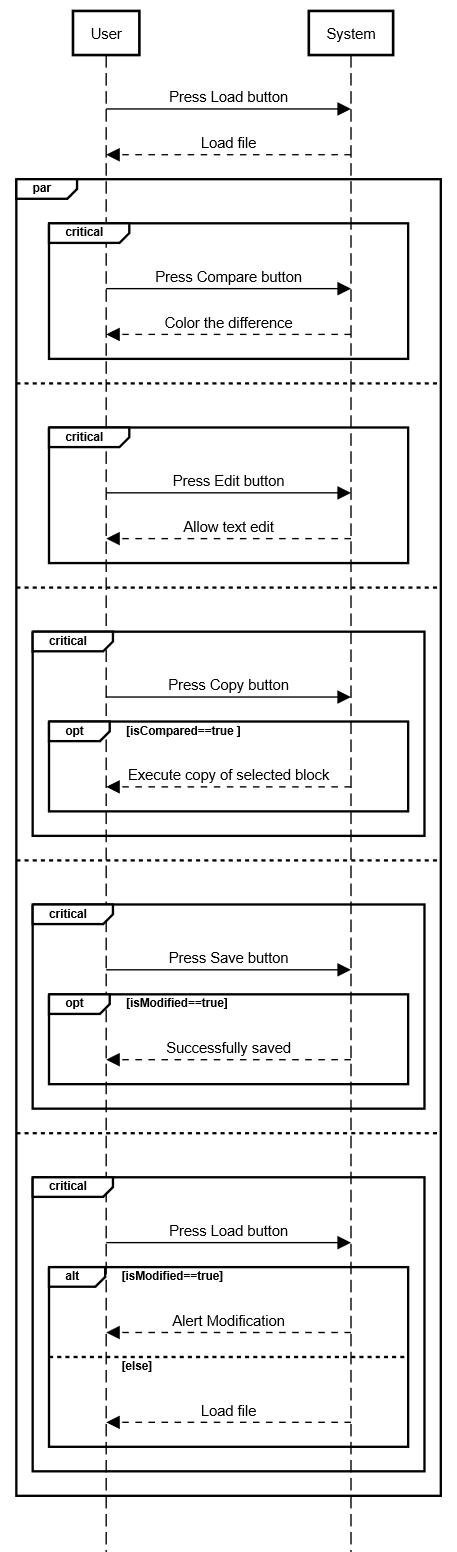 User
System
Press Load button
Load file
par
critical
Press Compare button
Color the difference
critical
Press Edit button
Allow text edit
critical
Press Copy button
opt
[isCompared==true ]
Execute copy of selected block
critical
Press Save button
opt
[isModified==true]
Successfully saved
critical
Press Load button
alt
[isModified==true]
Alert Modification
[else]
Load file